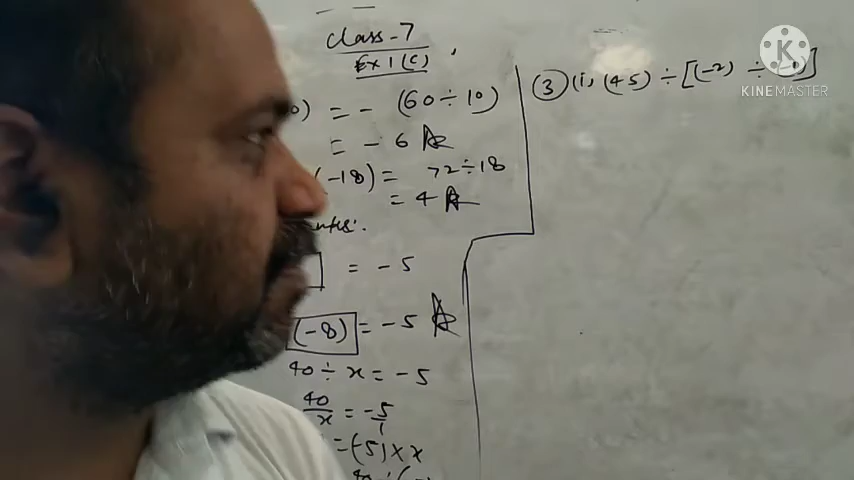 Class-7
Ex 1(c)
0) = - (60÷10)
= - 6
(-18) = 72÷18
= 4
= -5
(-8) = -5
40 ÷ x = -5
40/x = -5/1
= (-5) × x
③ (i) (45) ÷ [(-2) ÷ (-1)]
KINEMASTER